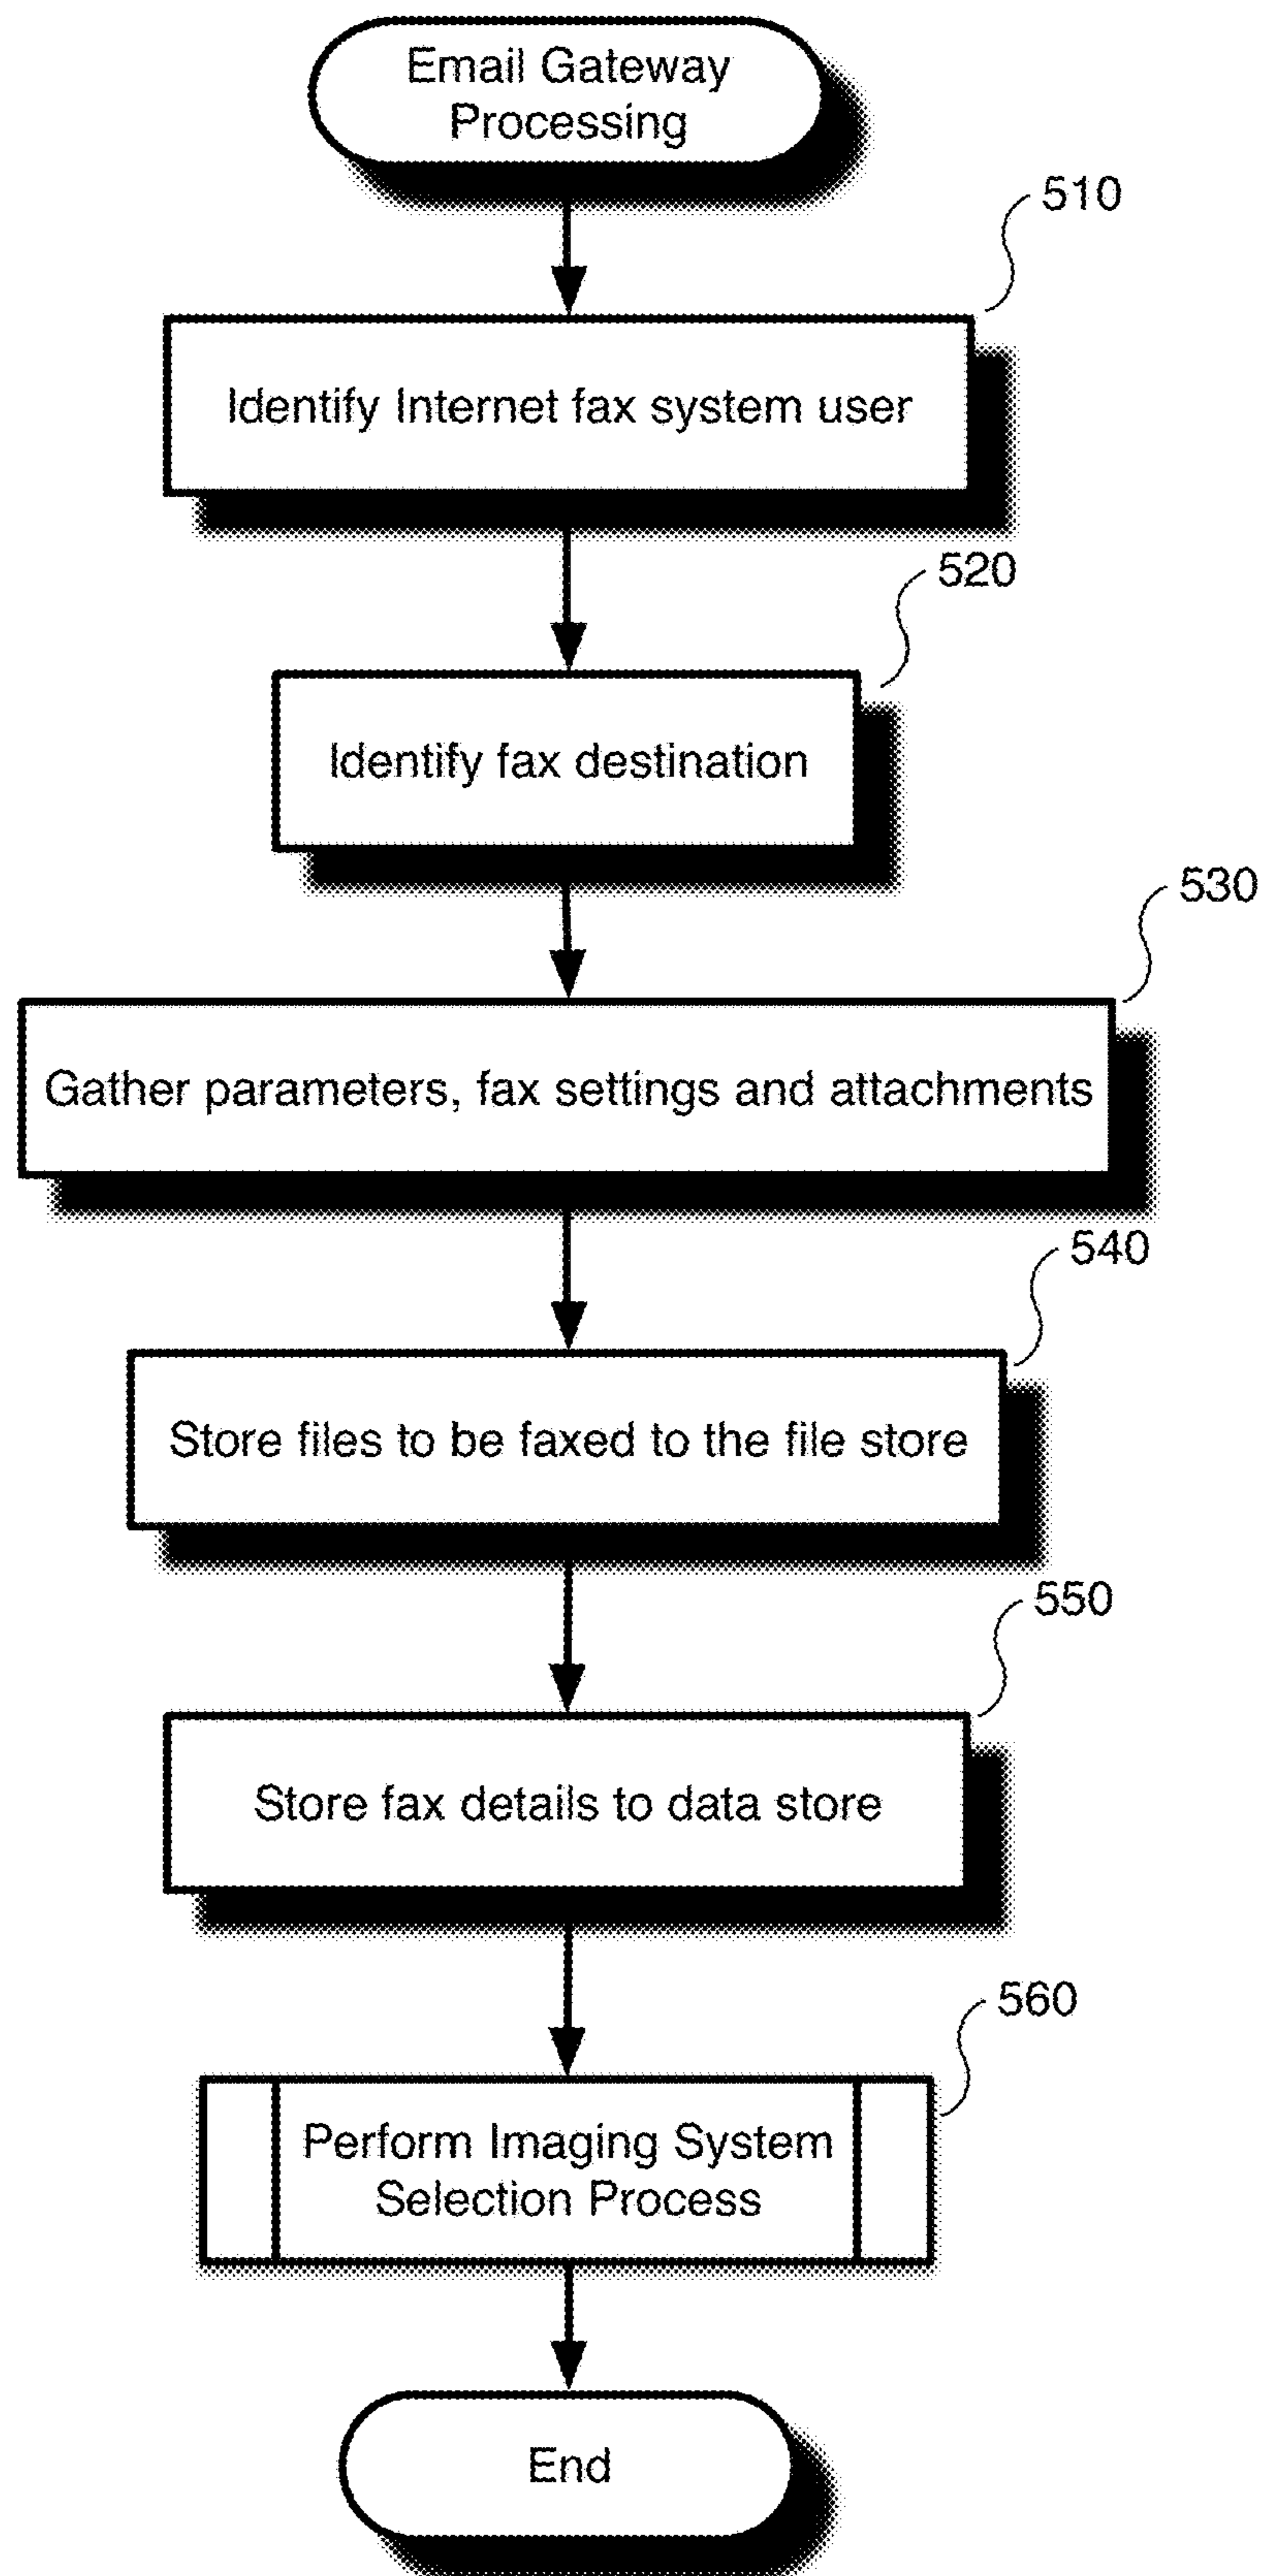 Email Gateway
Processing
510
Identify Internet fax system user
520
Identify fax destination
530
Gather parameters, fax settings and attachments
540
Store files to be faxed to the file store
550
Store fax details to data store
560
Perform Imaging System
Selection Process
End